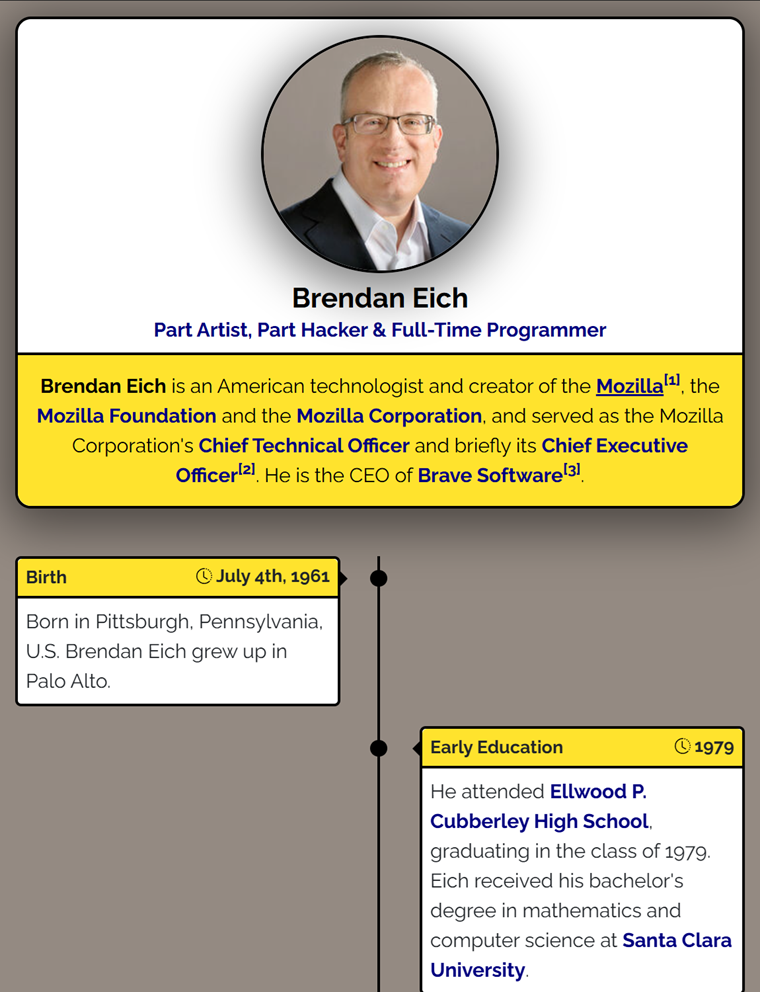 Brendan Eich
Part Artist, Part Hacker & Full-Time Programmer
Brendan Eich is an American technologist and creator of the Mozilla[1], the
Mozilla Foundation and the Mozilla Corporation, and served as the Mozilla
Corporation's Chief Technical Officer and briefly its Chief Executive
Officer[2]. He is the CEO of Brave Software[3].
Birth July 4th, 1961
Born in Pittsburgh, Pennsylvania,
U.S. Brendan Eich grew up in
Palo Alto.
Early Education 1979
He attended Ellwood P.
Cubberley High School,
graduating in the class of 1979.
Eich received his bachelor's
degree in mathematics and
computer science at Santa Clara
University.